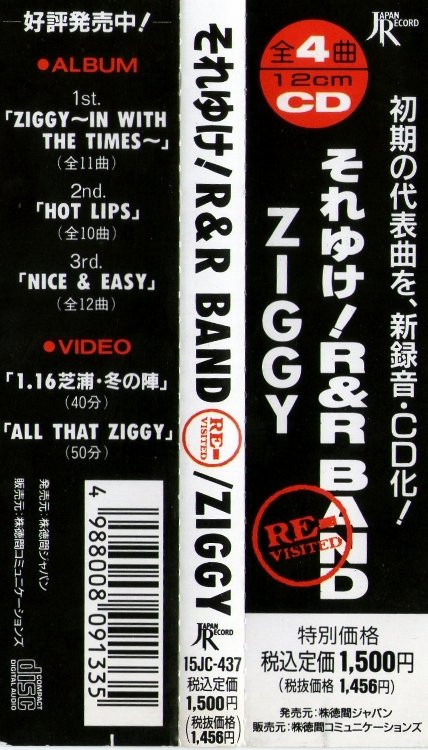 好評発売中!
●ALBUM
1st.
「ZIGGY～IN WITH
THE TIMES～」
(全11曲)
2nd.
「HOT LIPS」
(全10曲)
3rd.
「NICE & EASY」
(全12曲)
●VIDEO
「1.16芝浦・冬の陣」
(40分)
「ALL THAT ZIGGY」
(50分)
発売元：㈱徳間ジャパン
販売元：㈱徳間コミュニケーションズ
4988008091335
COMPACT
disc
DIGITAL AUDIO
それゆけ!R&R BAND
RE-
VISITED
/ZIGGY
JAPAN
RECORD
15JC-437
税込定価
1,500円
(税抜価格
1,456円)
JAPAN
RECORD
全4曲
12cm
CD
初期の代表曲を、新録音・CD化!
それゆけ!R&R BAND
ZIGGY
RE-
VISITED
特別価格
税込定価1,500円
(税抜価格 1,456円)
発売元：㈱徳間ジャパン
販売元：㈱徳間コミュニケーションズ